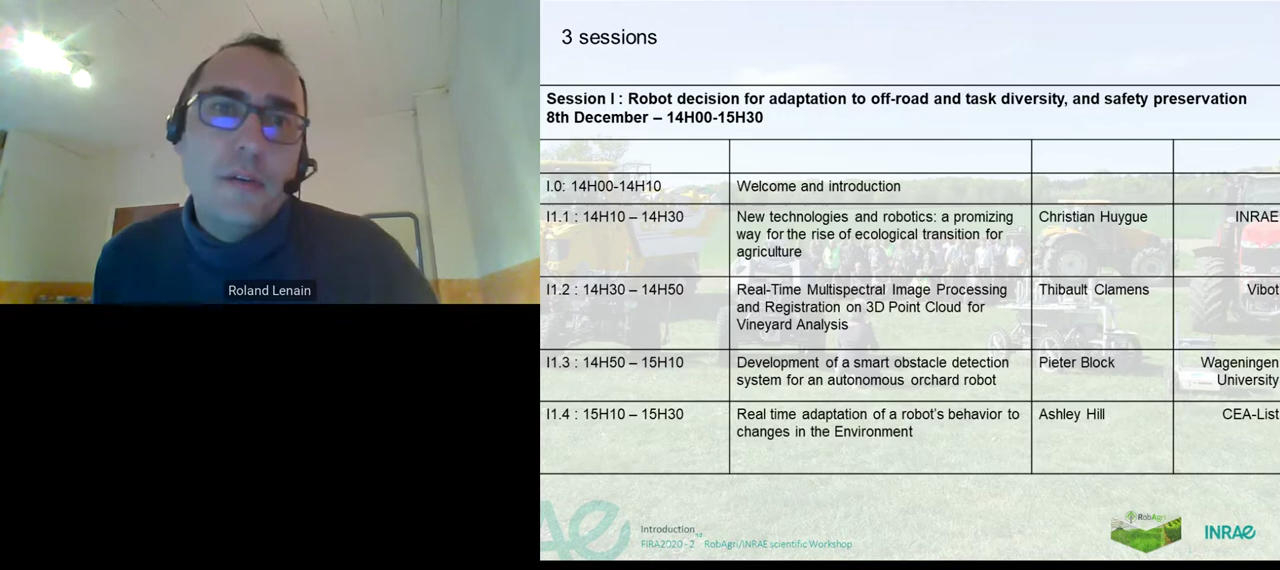 Roland Lenain
3 sessions
Session I : Robot decision for adaptation to off-road and task diversity, and safety preservation
8th December – 14H00-15H30
I.0: 14H00-14H10
Welcome and introduction
I1.1 : 14H10 – 14H30
New technologies and robotics: a promizing
way for the rise of ecological transition for
agriculture
Christian Huygue
INRAE
I1.2 : 14H30 – 14H50
Real-Time Multispectral Image Processing
and Registration on 3D Point Cloud for
Vineyard Analysis
Thibault Clamens
Vibot
I1.3 : 14H50 – 15H10
Development of a smart obstacle detection
system for an autonomous orchard robot
Pieter Block
Wageningen
University
I1.4 : 15H10 – 15H30
Real time adaptation of a robot's behavior to
changes in the Environment
Ashley Hill
CEA-List
Introduction
FIRA2020 - 2nd RobAgri/INRAE scientific Workshop
RobAgri
INRAE